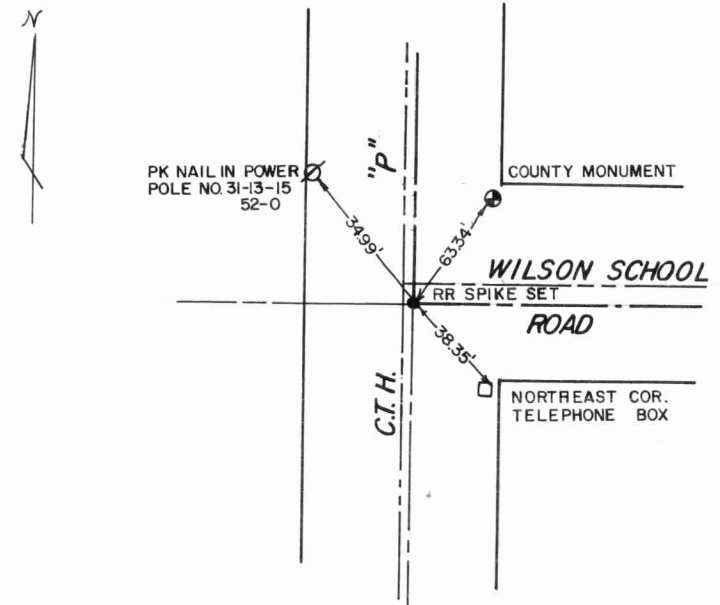 N
PK NAIL IN POWER
POLE NO. 31-13-15
52-0
"P"
COUNTY MONUMENT
34.99'
63.34'
WILSON SCHOOL
RR SPIKE SET
ROAD
38.35'
C.T.H.
NORTHEAST COR.
TELEPHONE BOX